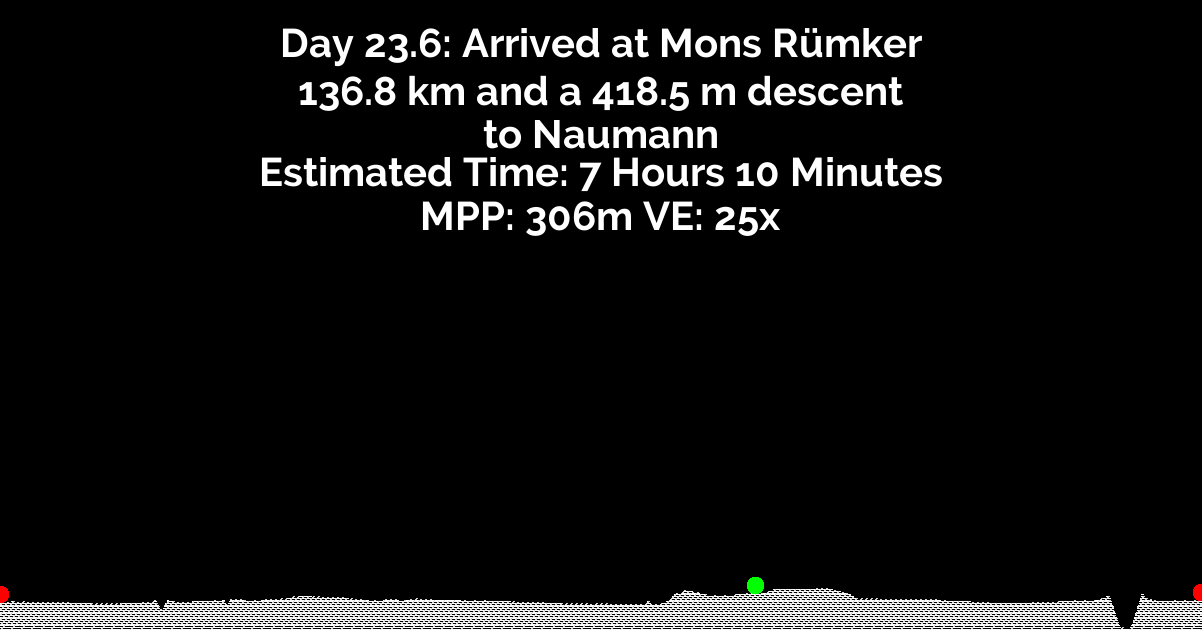 Day 23.6: Arrived at Mons Rümker
136.8 km and a 418.5 m descent
to Naumann
Estimated Time: 7 Hours 10 Minutes
MPP: 306m VE: 25x